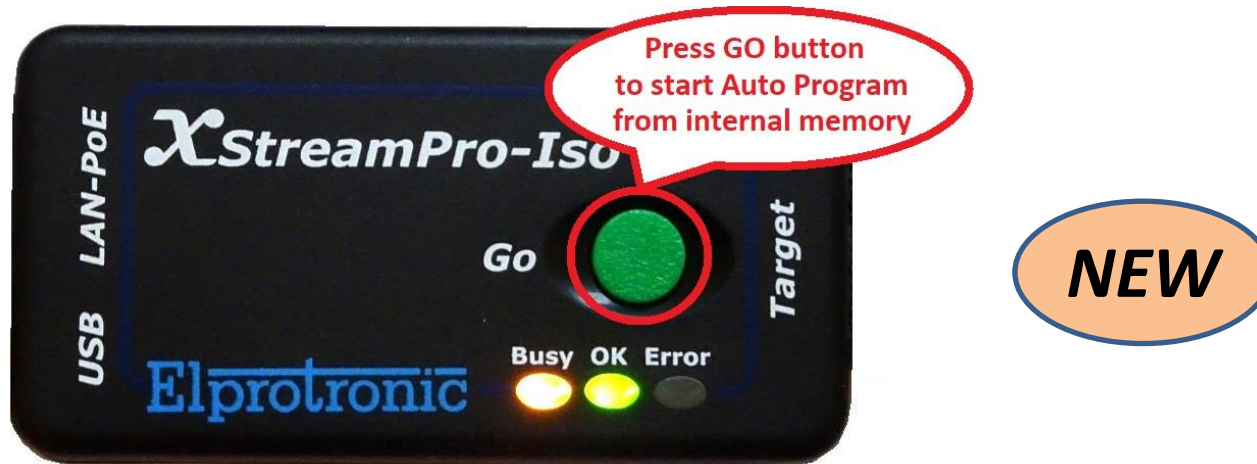 Press GO button
to start Auto Program
from internal memory
XStreamPro-Iso
LAN-PoE
USB
Go
Target
NEW
Busy OK Error
Elprotronic